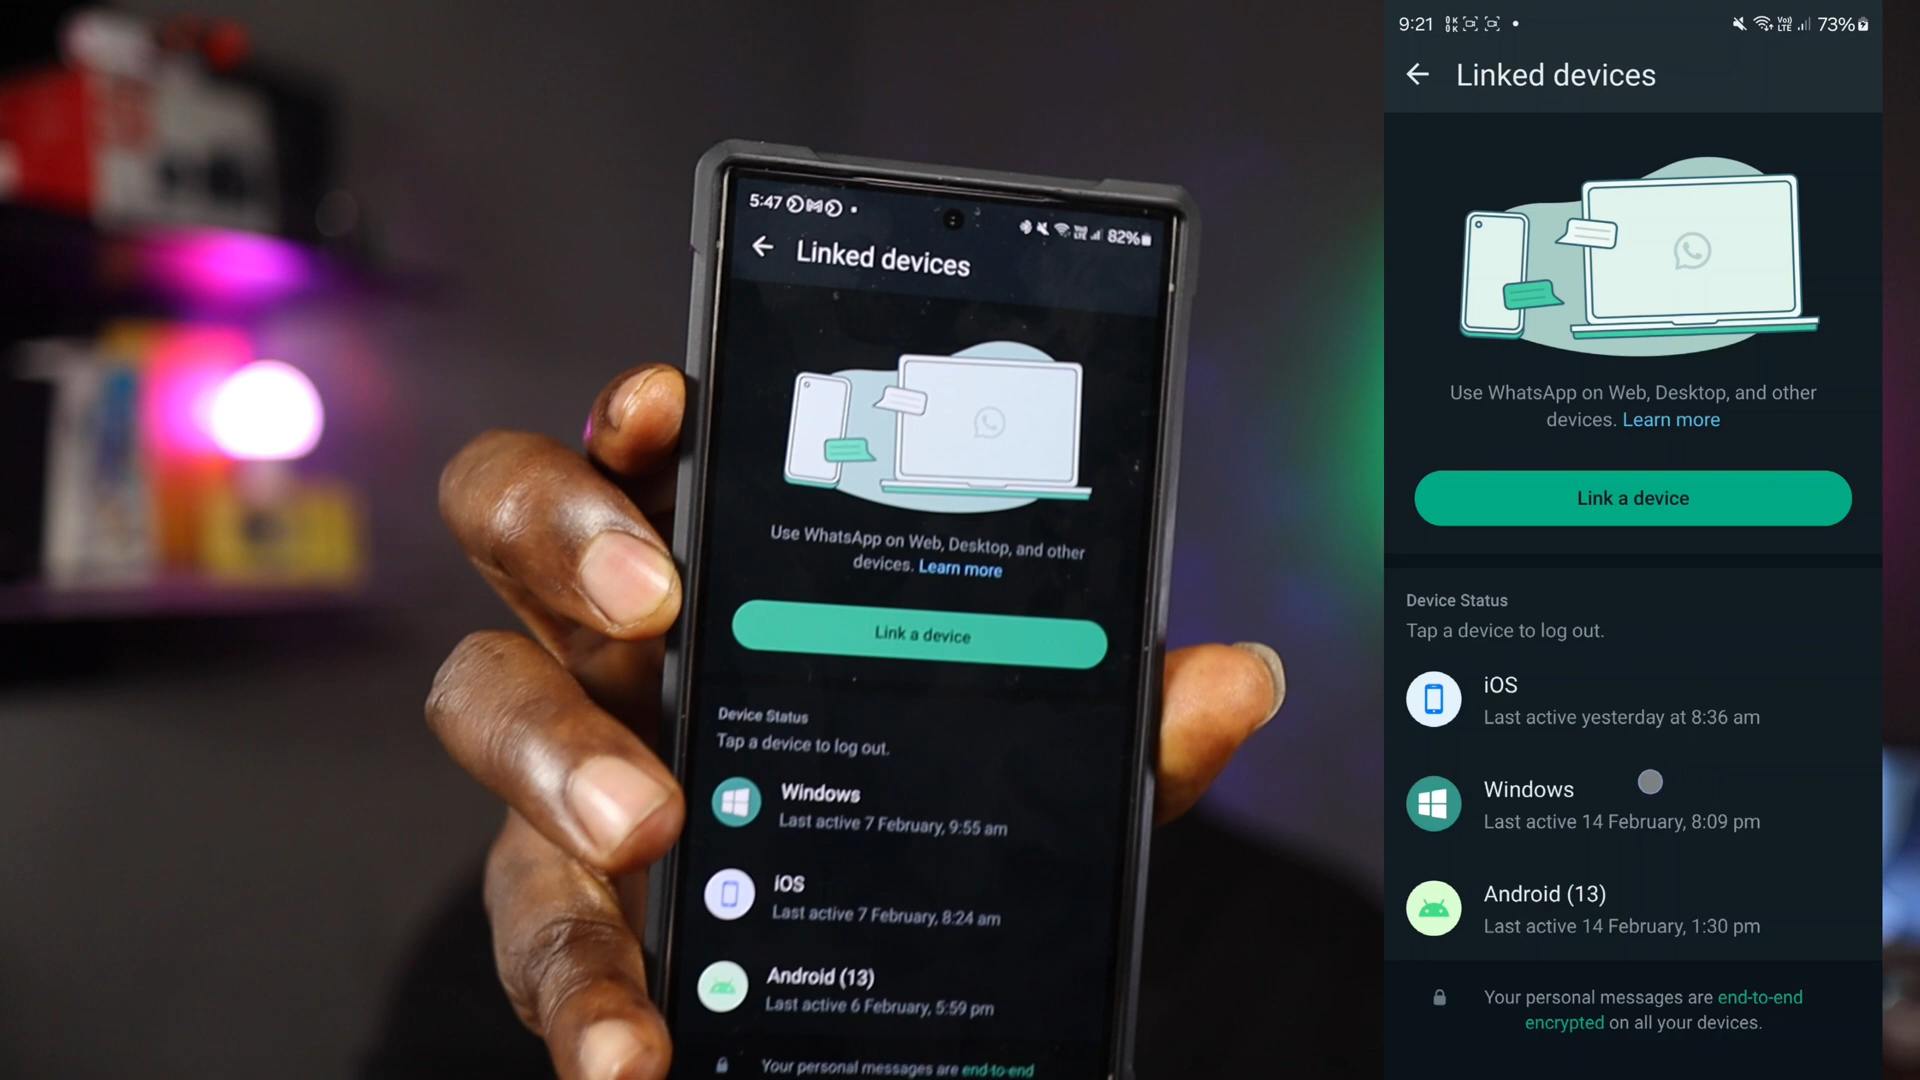 5:47
82%
Linked devices
Use WhatsApp on Web, Desktop, and other
devices. Learn more
Link a device
Device Status
Tap a device to log out.
Windows
Last active 7 February, 9:55 am
iOS
Last active 7 February, 8:24 am
Android (13)
Last active 6 February, 5:59 pm
Your personal messages are end-to-end
9:21
0 K
0 K
Vo)
LTE
73%
Linked devices
Use WhatsApp on Web, Desktop, and other
devices. Learn more
Link a device
Device Status
Tap a device to log out.
iOS
Last active yesterday at 8:36 am
Windows
Last active 14 February, 8:09 pm
Android (13)
Last active 14 February, 1:30 pm
Your personal messages are end-to-end
encrypted on all your devices.